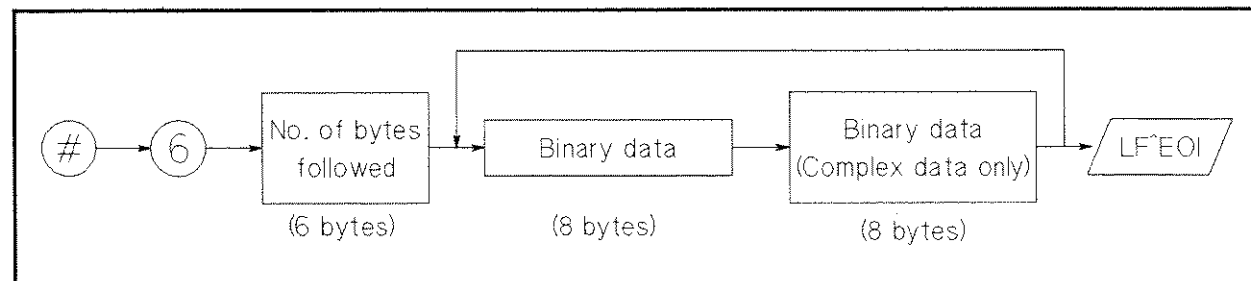 #
6
No. of bytes
followed
(6 bytes)
Binary data
(8 bytes)
Binary data
(Complex data only)
(8 bytes)
LF^EOI